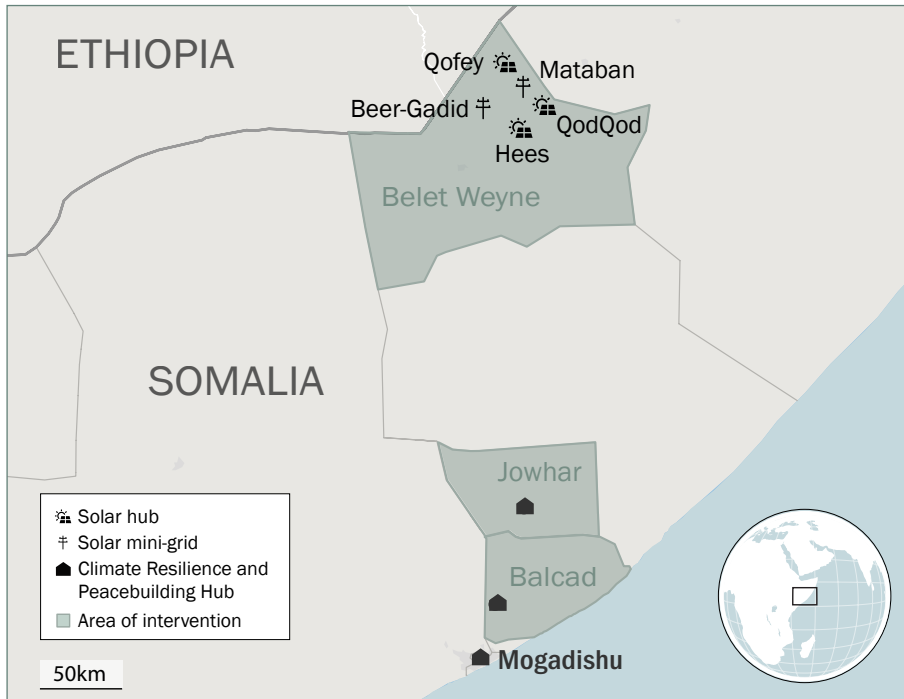 ETHIOPIA
Qofey
Mataban
Beer-Gadid
QodQod
Hees
Belet Weyne
SOMALIA
Jowhar
Balcad
Mogadishu
Solar hub
Solar mini-grid
Climate Resilience and
Peacebuilding Hub
Area of intervention
50km